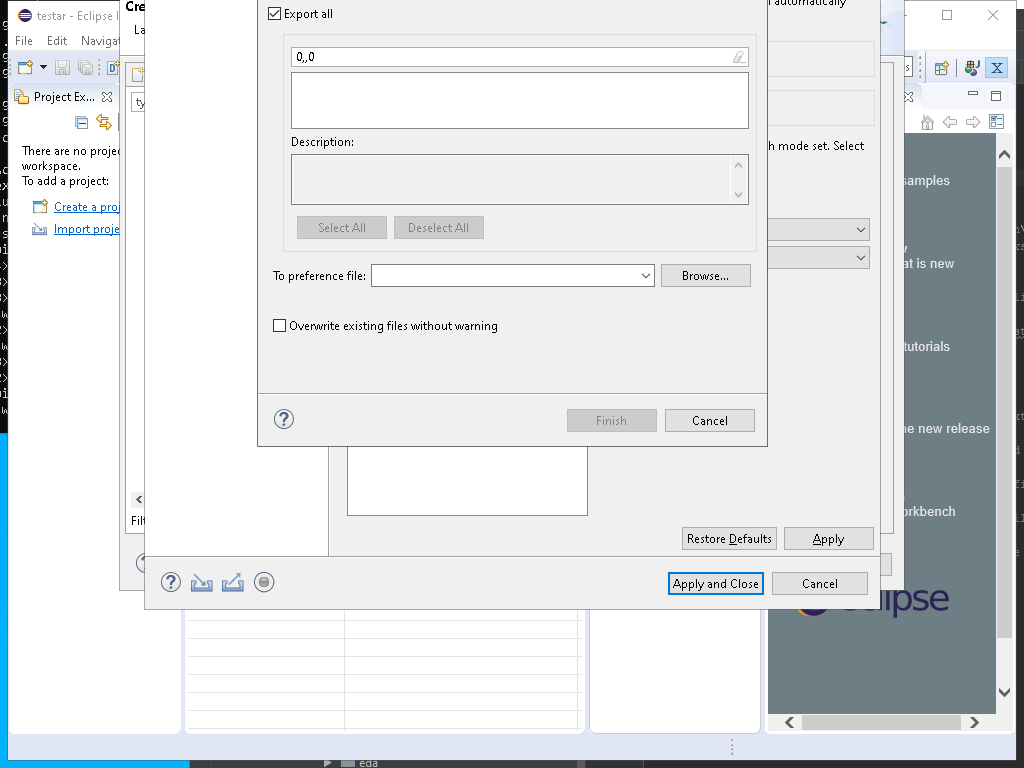 testar - Eclipse I
File Edit Navigat
Project Ex...
There are no proje
workspace.
To add a project:
Create a proj
Import proje
Cre
La
ty
Filt
Export all
0,,0
Description:
Select All Deselect All
To preference file: Browse...
Overwrite existing files without warning
Finish Cancel
automatically
h mode set. Select
Restore Defaults Apply
Apply and Close Cancel
samples
at is new
tutorials
ne new release
orkbench
eclipse
eda